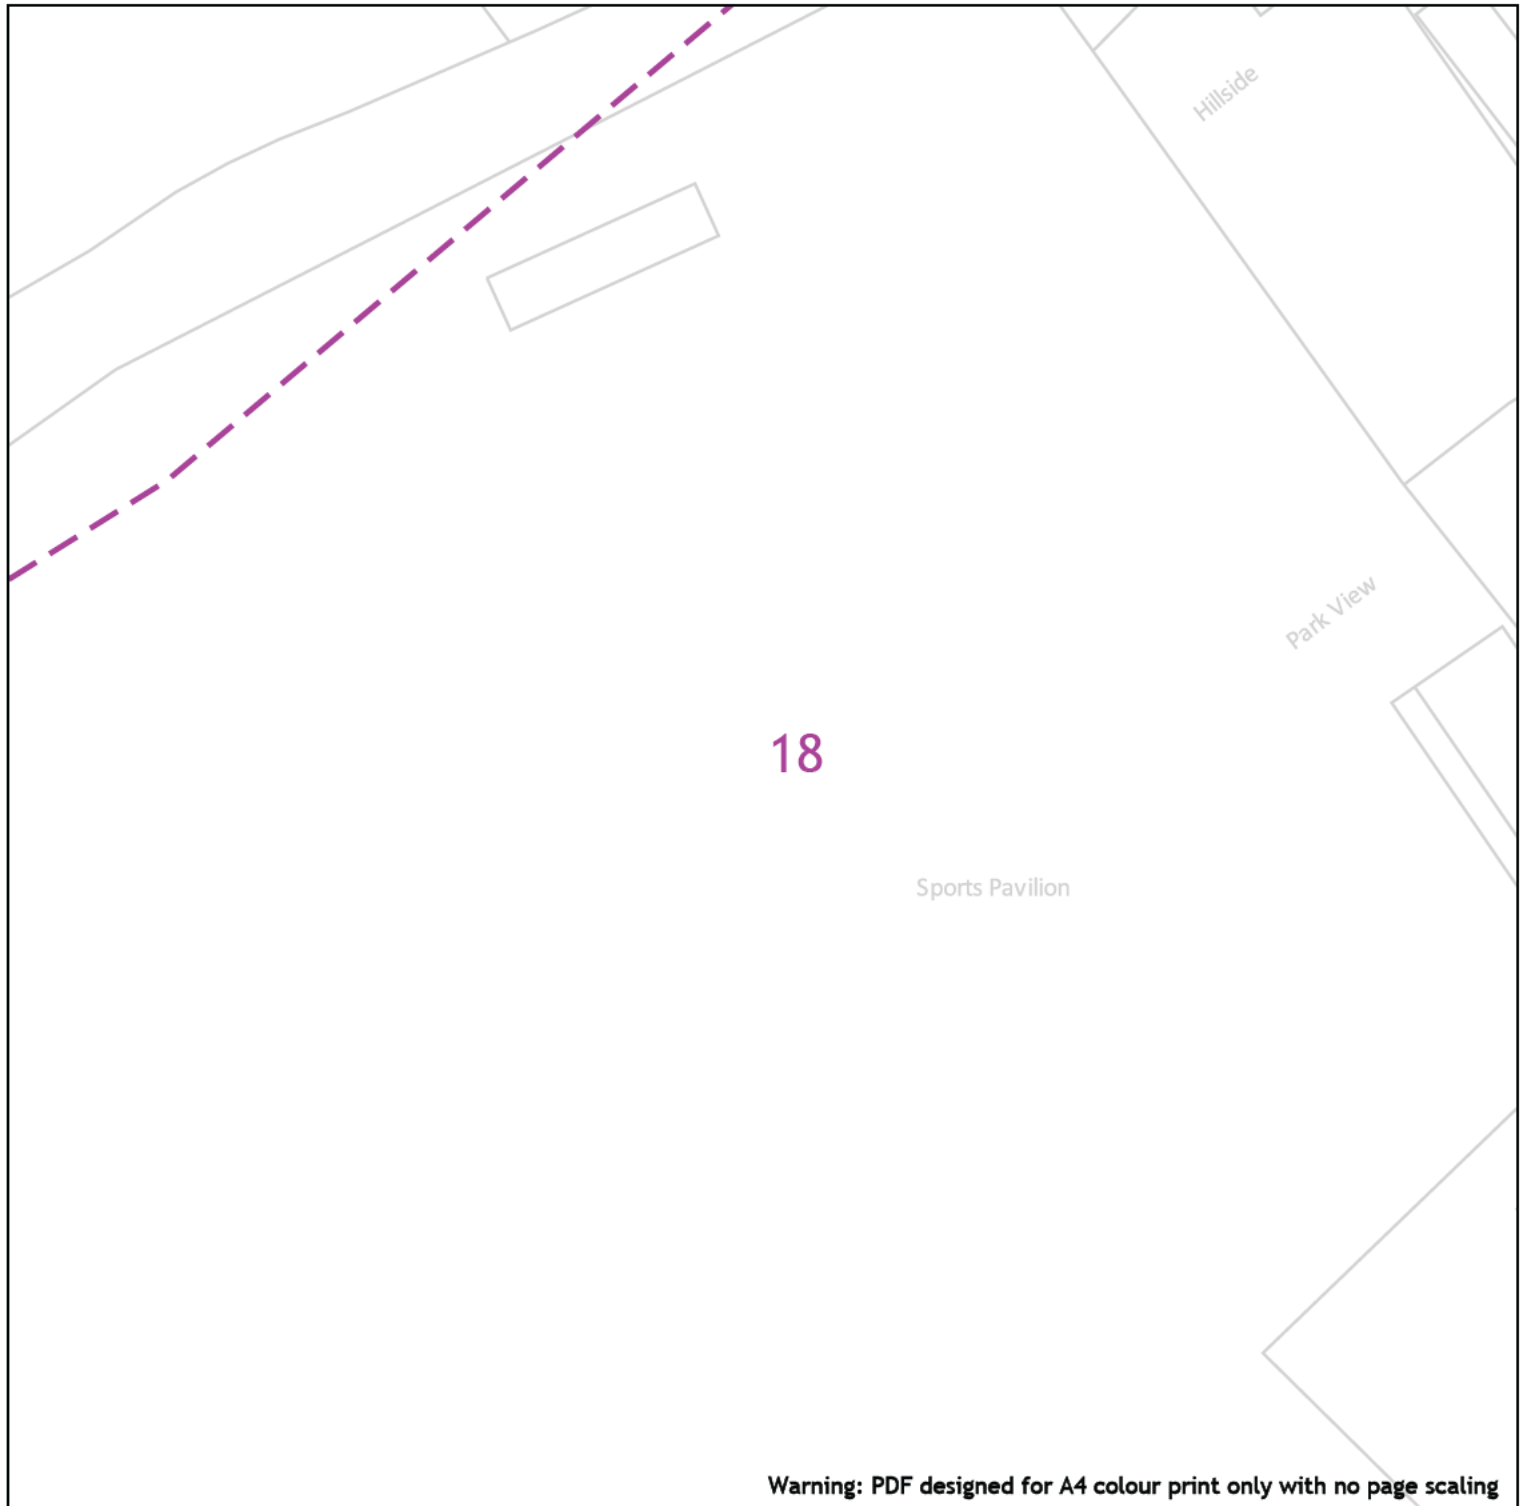 Hillside
Park View
18
Sports Pavilion
Warning: PDF designed for A4 colour print only with no page scaling